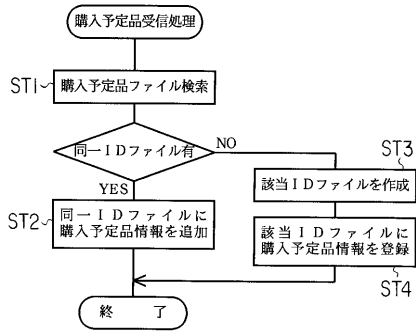 購入予定品受信処理
ST1
購入予定品ファイル検索
同一IDファイル有
NO
YES
ST3
該当IDファイルを作成
ST2
同一IDファイルに
購入予定品情報を追加
該当IDファイルに
購入予定品情報を登録
ST4
終 了